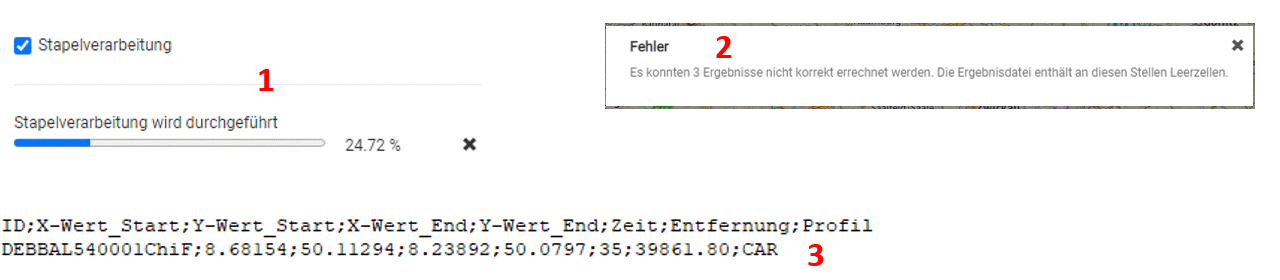 Stapelverarbeitung
1
Stapelverarbeitung wird durchgeführt
24.72 %
Fehler
2
Es konnten 3 Ergebnisse nicht korrekt errechnet werden. Die Ergebnisdatei enthält an diesen Stellen Leerzellen.
ID;X-Wert_Start;Y-Wert_Start;X-Wert_End;Y-Wert_End;Zeit;Entfernung;Profil
DEBBAL540001ChiF;8.68154;50.11294;8.23892;50.0797;35;39861.80;CAR
3